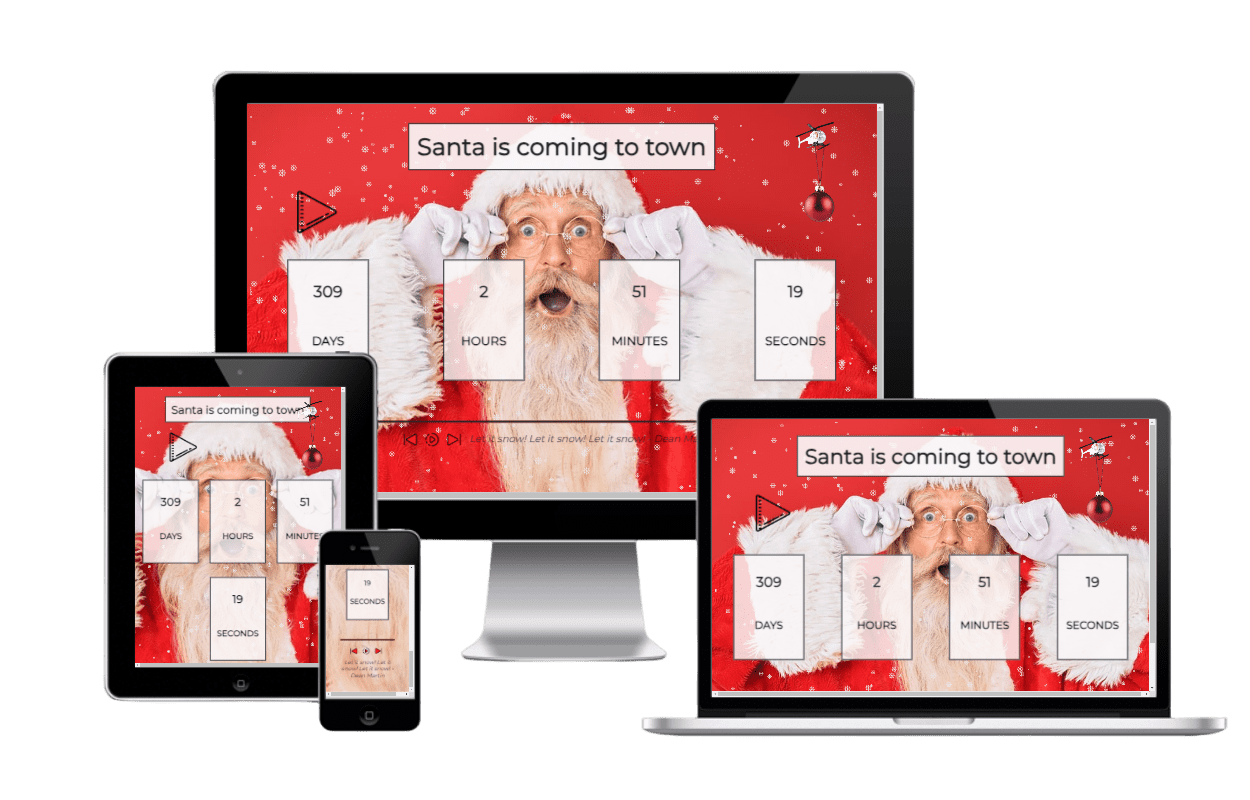 Santa is coming to town
309
2
51
19
DAYS
HOURS
MINUTES
SECONDS
Let it snow! Let it snow! Let it snow! - Dean M
Santa is coming to tow
309
2
51
DAYS
HOURS
MINUTES
19
SECONDS
19
SECONDS
Let it snow! Let it
snow! Let it snow! -
Dean Martin
Santa is coming to town
309
2
51
19
DAYS
HOURS
MINUTES
SECONDS